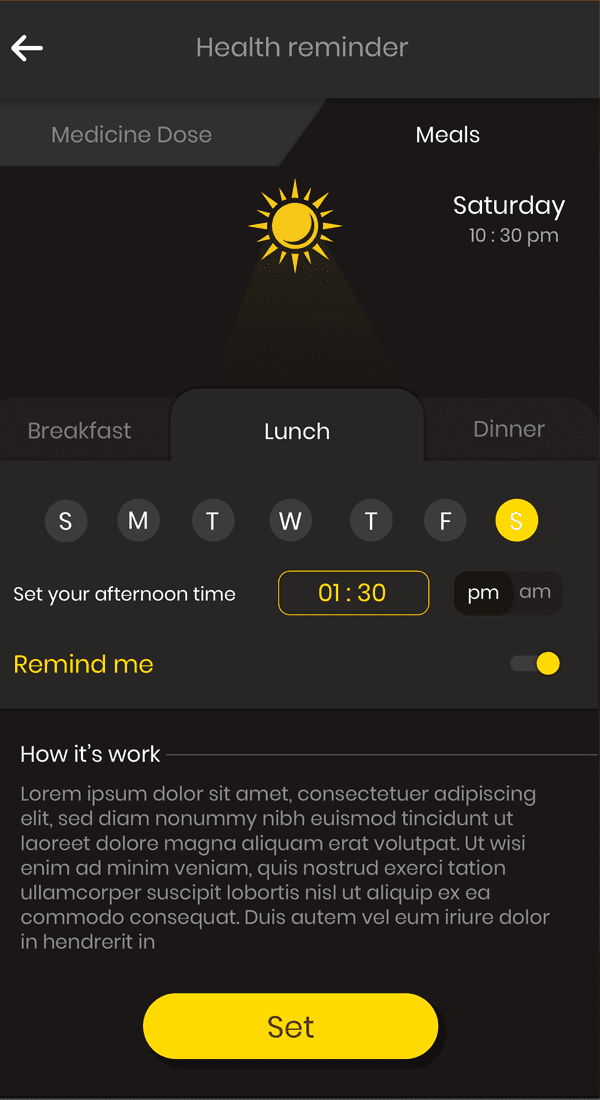 Health reminder
Medicine Dose
Meals
Saturday
10 : 30 pm
Breakfast
Lunch
Dinner
S M T W T F S
Set your afternoon time 01 : 30 pm am
Remind me
How it’s work
Lorem ipsum dolor sit amet, consectetuer adipiscing
elit, sed diam nonummy nibh euismod tincidunt ut
laoreet dolore magna aliquam erat volutpat. Ut wisi
enim ad minim veniam, quis nostrud exerci tation
ullamcorper suscipit lobortis nisl ut aliquip ex ea
commodo consequat. Duis autem vel eum iriure dolor
in hendrerit in
Set